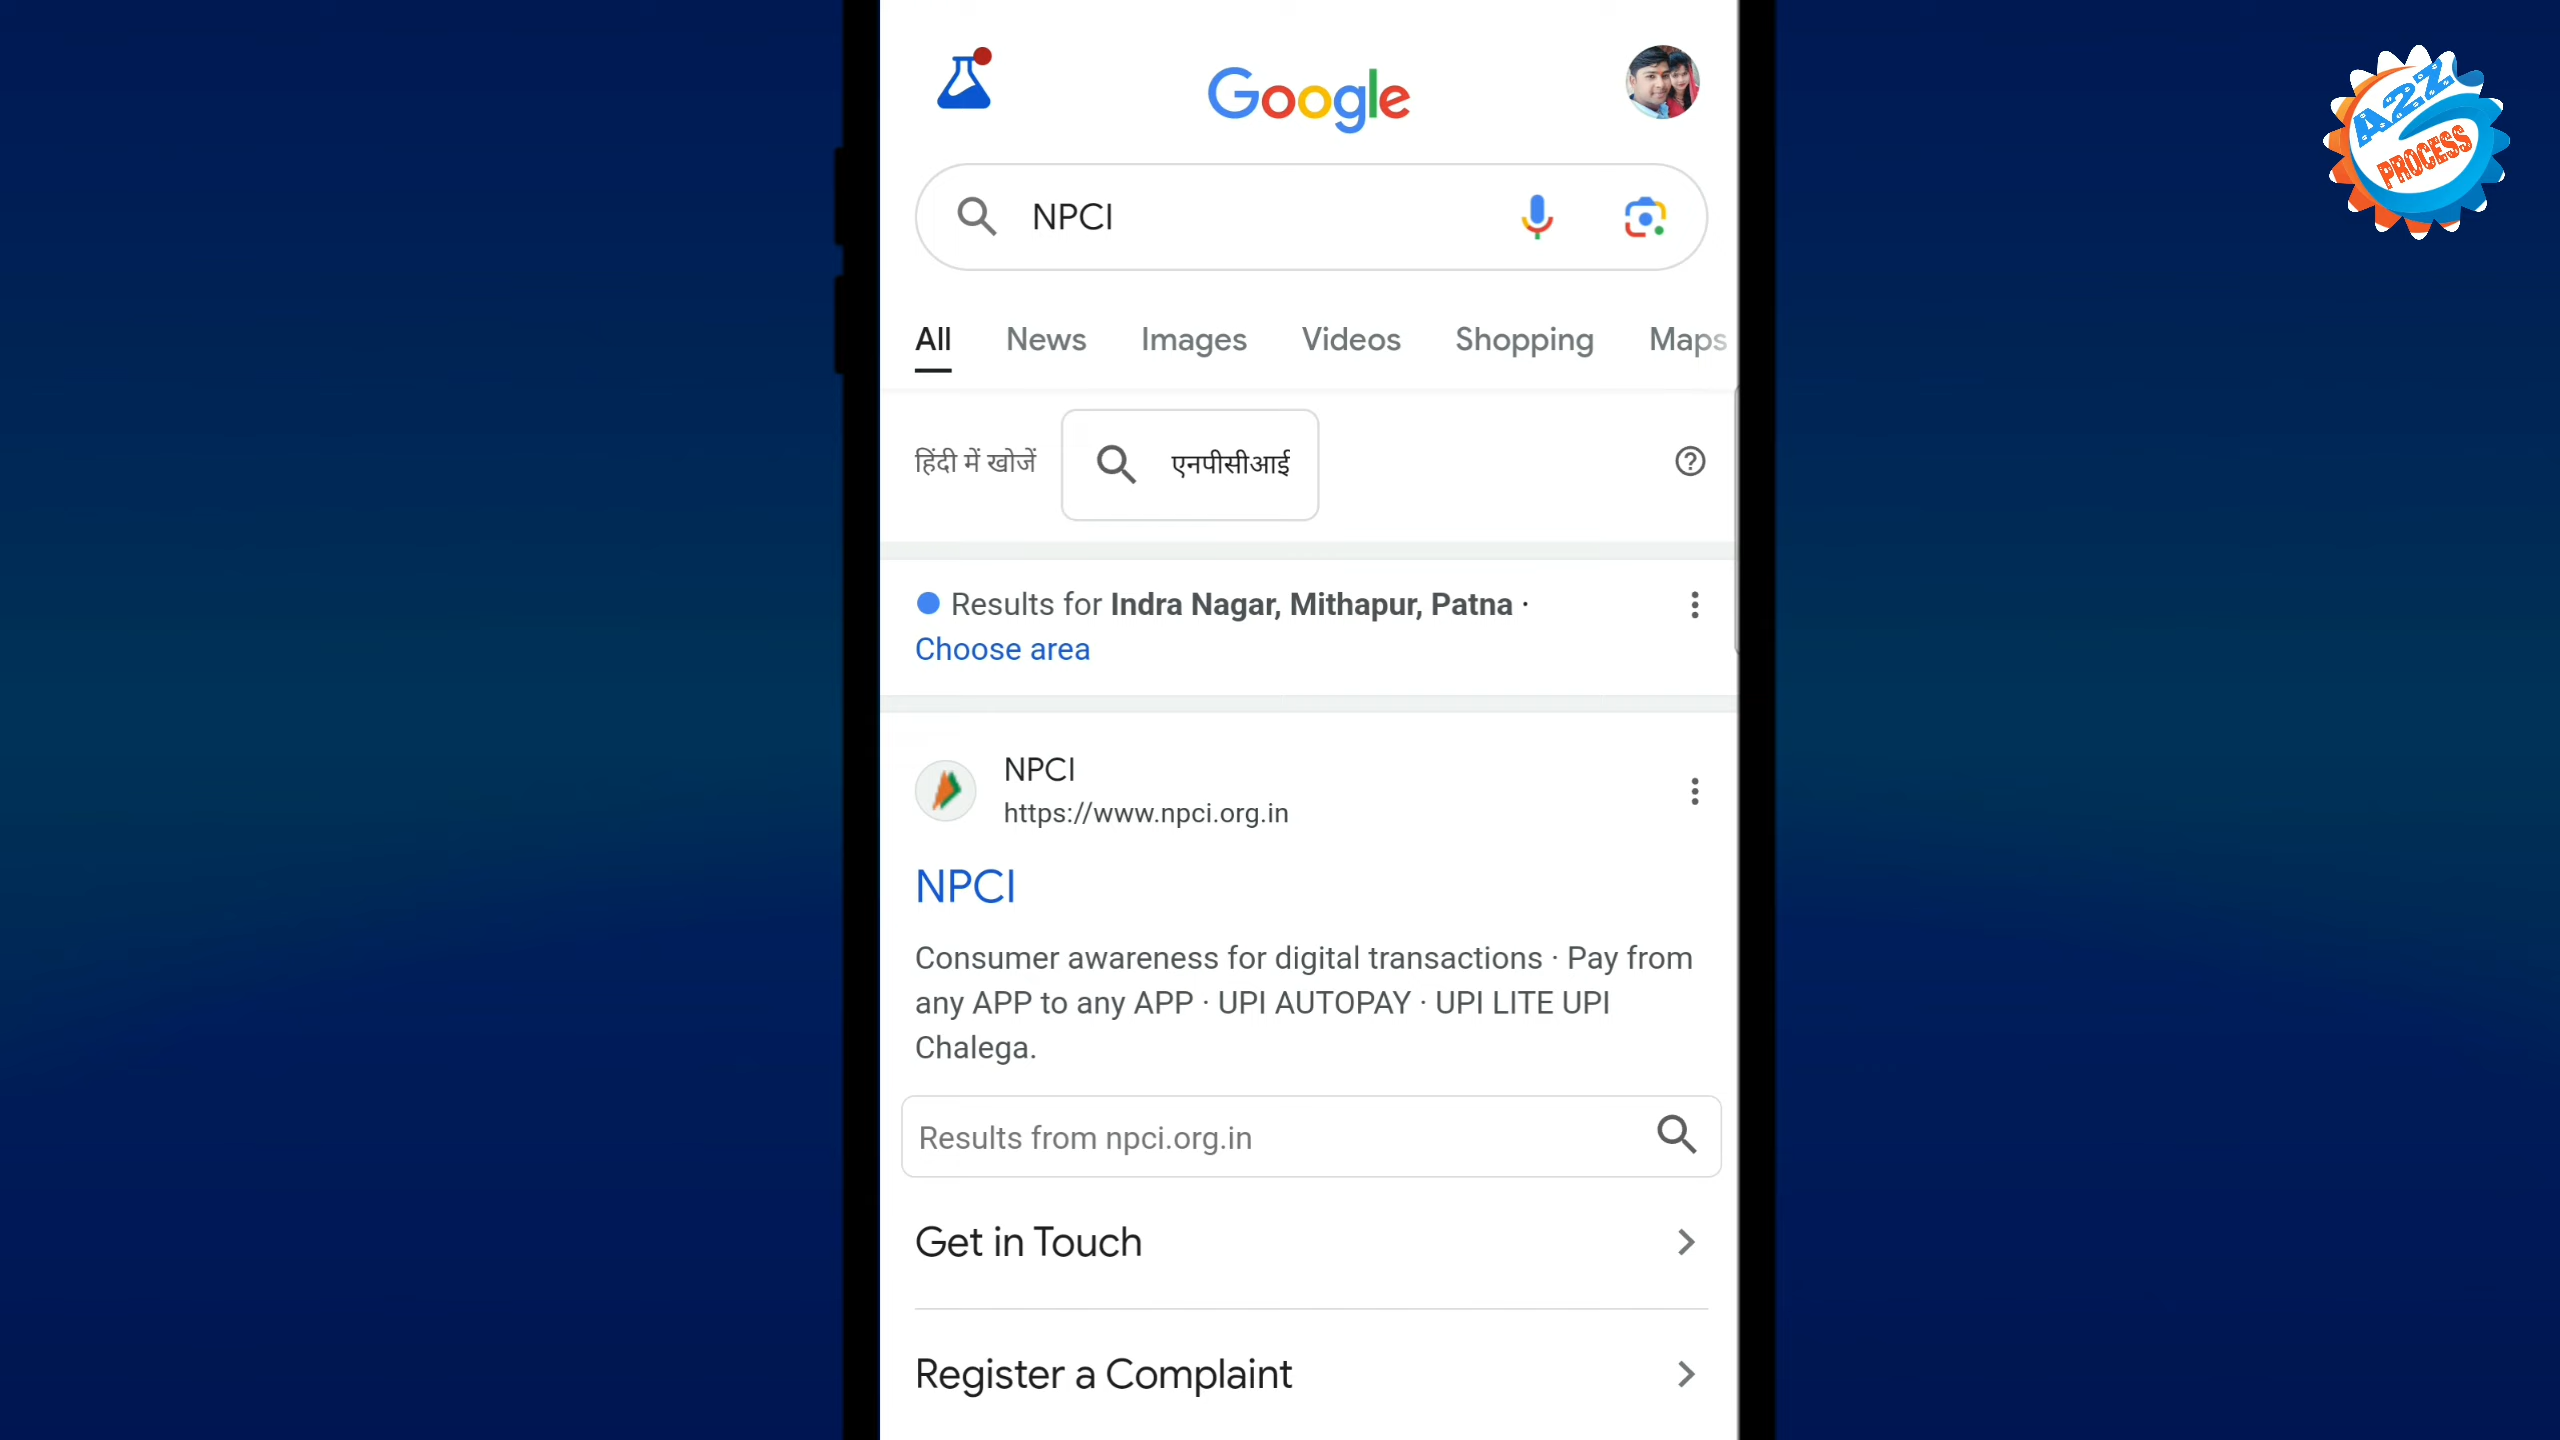 Google
A2Z
PROCESS
NPCI
All News Images Videos Shopping Maps
हिंदी में खोजें एनपीसीआई
Results for Indra Nagar, Mithapur, Patna ·
Choose area
NPCI
https://www.npci.org.in
NPCI
Consumer awareness for digital transactions · Pay from
any APP to any APP · UPI AUTOPAY · UPI LITE UPI
Chalega.
Results from npci.org.in
Get in Touch
Register a Complaint